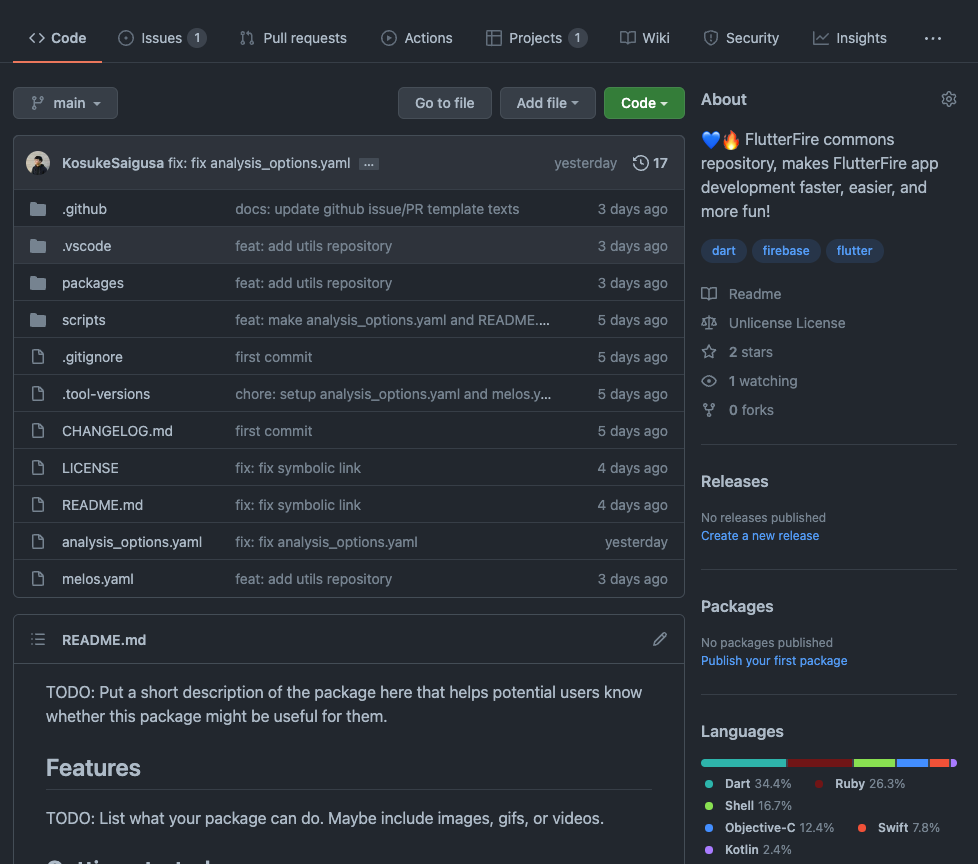 Code
Issues 1
Pull requests
Actions
Projects 1
Wiki
Security
Insights
...
main
Go to file
Add file
Code
KosukeSaigusa fix: fix analysis_options.yaml ... yesterday 17
.github docs: update github issue/PR template texts 3 days ago
.vscode feat: add utils repository 3 days ago
packages feat: add utils repository 3 days ago
scripts feat: make analysis_options.yaml and README.... 5 days ago
.gitignore first commit 5 days ago
.tool-versions chore: setup analysis_options.yaml and melos.y... 5 days ago
CHANGELOG.md first commit 5 days ago
LICENSE fix: fix symbolic link 4 days ago
README.md fix: fix symbolic link 4 days ago
analysis_options.yaml fix: fix analysis_options.yaml yesterday
melos.yaml feat: add utils repository 3 days ago
README.md
TODO: Put a short description of the package here that helps potential users know
whether this package might be useful for them.
Features
TODO: List what your package can do. Maybe include images, gifs, or videos.
About
💙🔥 FlutterFire commons
repository, makes FlutterFire app
development faster, easier, and
more fun!
dart firebase flutter
Readme
Unlicense License
2 stars
1 watching
0 forks
Releases
No releases published
Create a new release
Packages
No packages published
Publish your first package
Languages
Dart 34.4% Ruby 26.3%
Shell 16.7%
Objective-C 12.4% Swift 7.8%
Kotlin 2.4%